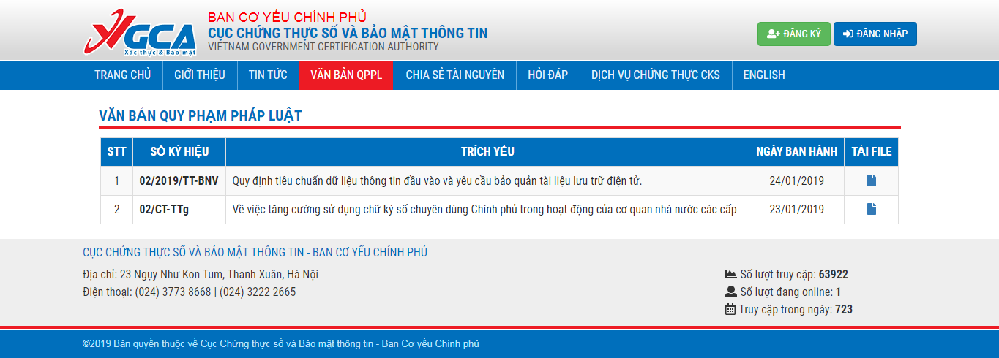 VGCA
Xác thực & Bảo mật
BAN CƠ YẾU CHÍNH PHỦ
CỤC CHỨNG THỰC SỐ VÀ BẢO MẬT THÔNG TIN
VIETNAM GOVERNMENT CERTIFICATION AUTHORITY
ĐĂNG KÝ ĐĂNG NHẬP
TRANG CHỦ GIỚI THIỆU TIN TỨC VĂN BẢN QPPL CHIA SẺ TÀI NGUYÊN HỎI ĐÁP DỊCH VỤ CHỨNG THỰC CKS ENGLISH
VĂN BẢN QUY PHẠM PHÁP LUẬT
STT SỐ KÝ HIỆU TRÍCH YẾU NGÀY BAN HÀNH TẢI FILE
1 02/2019/TT-BNV Quy định tiêu chuẩn dữ liệu thông tin đầu vào và yêu cầu bảo quản tài liệu lưu trữ điện tử. 24/01/2019
2 02/CT-TTg Về việc tăng cường sử dụng chữ ký số chuyên dùng Chính phủ trong hoạt động của cơ quan nhà nước các cấp 23/01/2019
CỤC CHỨNG THỰC SỐ VÀ BẢO MẬT THÔNG TIN - BAN CƠ YẾU CHÍNH PHỦ
Địa chỉ: 23 Ngụy Như Kon Tum, Thanh Xuân, Hà Nội
Điện thoại: (024) 3773 8668 | (024) 3222 2665
Số lượt truy cập: 63922
Số lượt đang online: 1
Truy cập trong ngày: 723
©2019 Bản quyền thuộc về Cục Chứng thực số và Bảo mật thông tin - Ban Cơ yếu Chính phủ